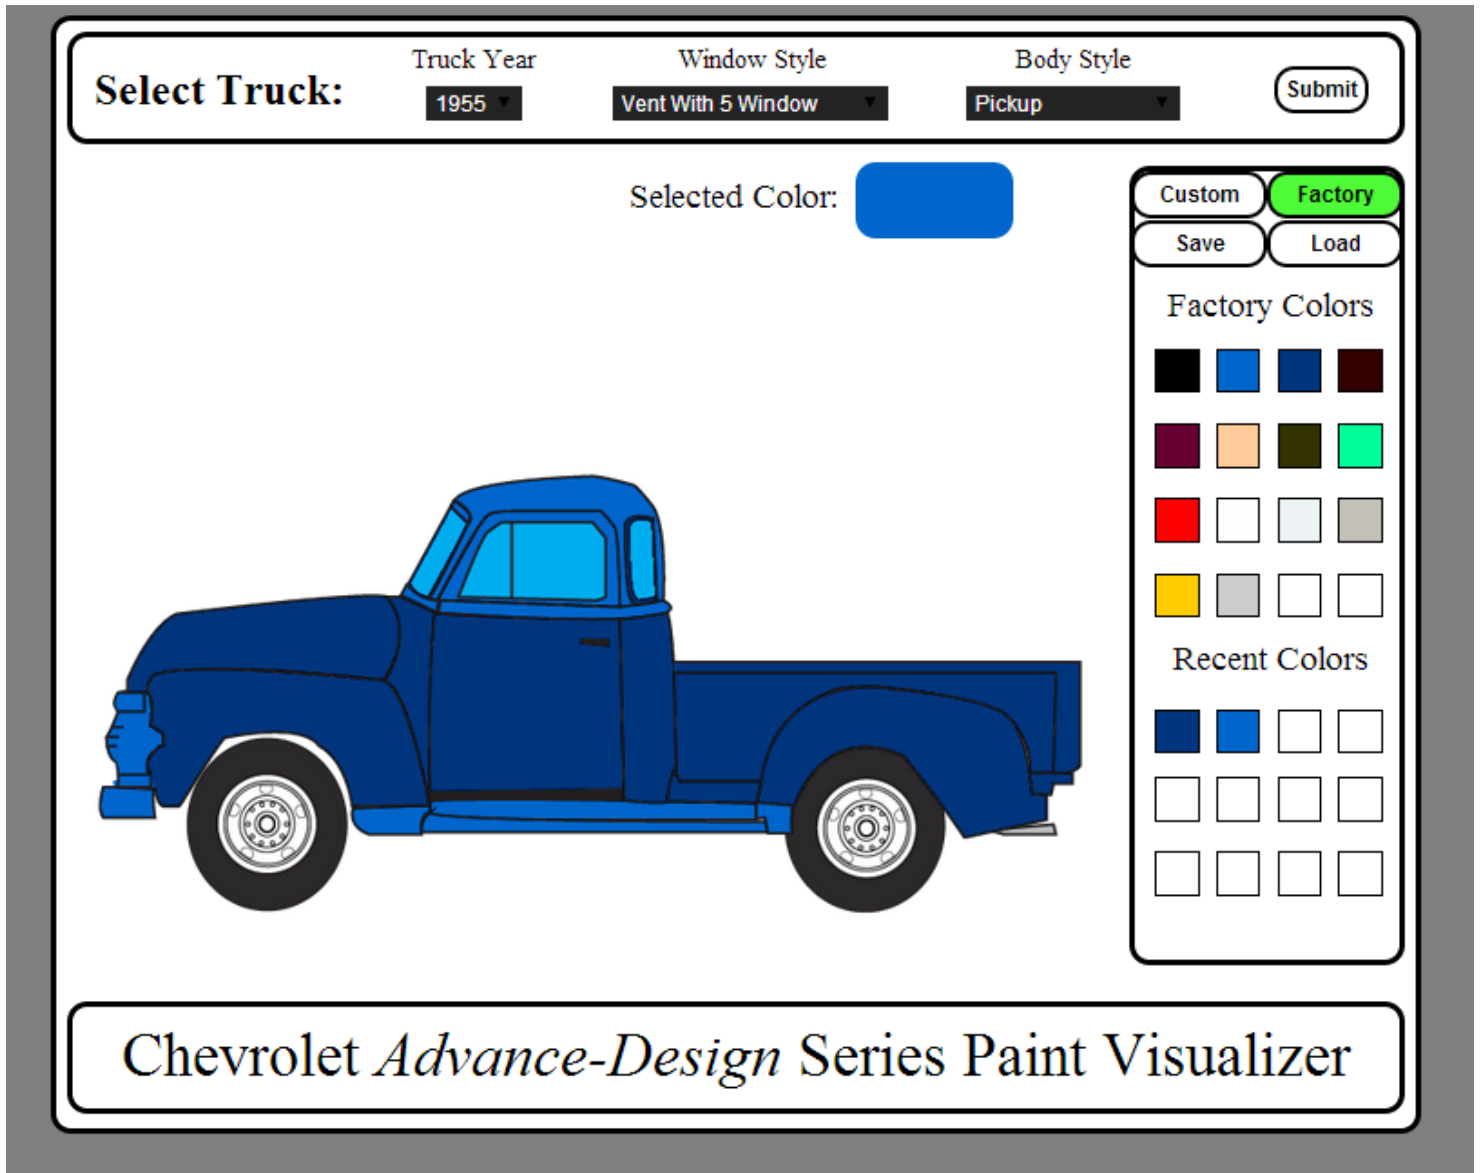 Select Truck:
Truck Year
1955
Window Style
Vent With 5 Window
Body Style
Pickup
Submit
Selected Color:
Custom
Factory
Save
Load
Factory Colors
Recent Colors
Chevrolet Advance-Design Series Paint Visualizer